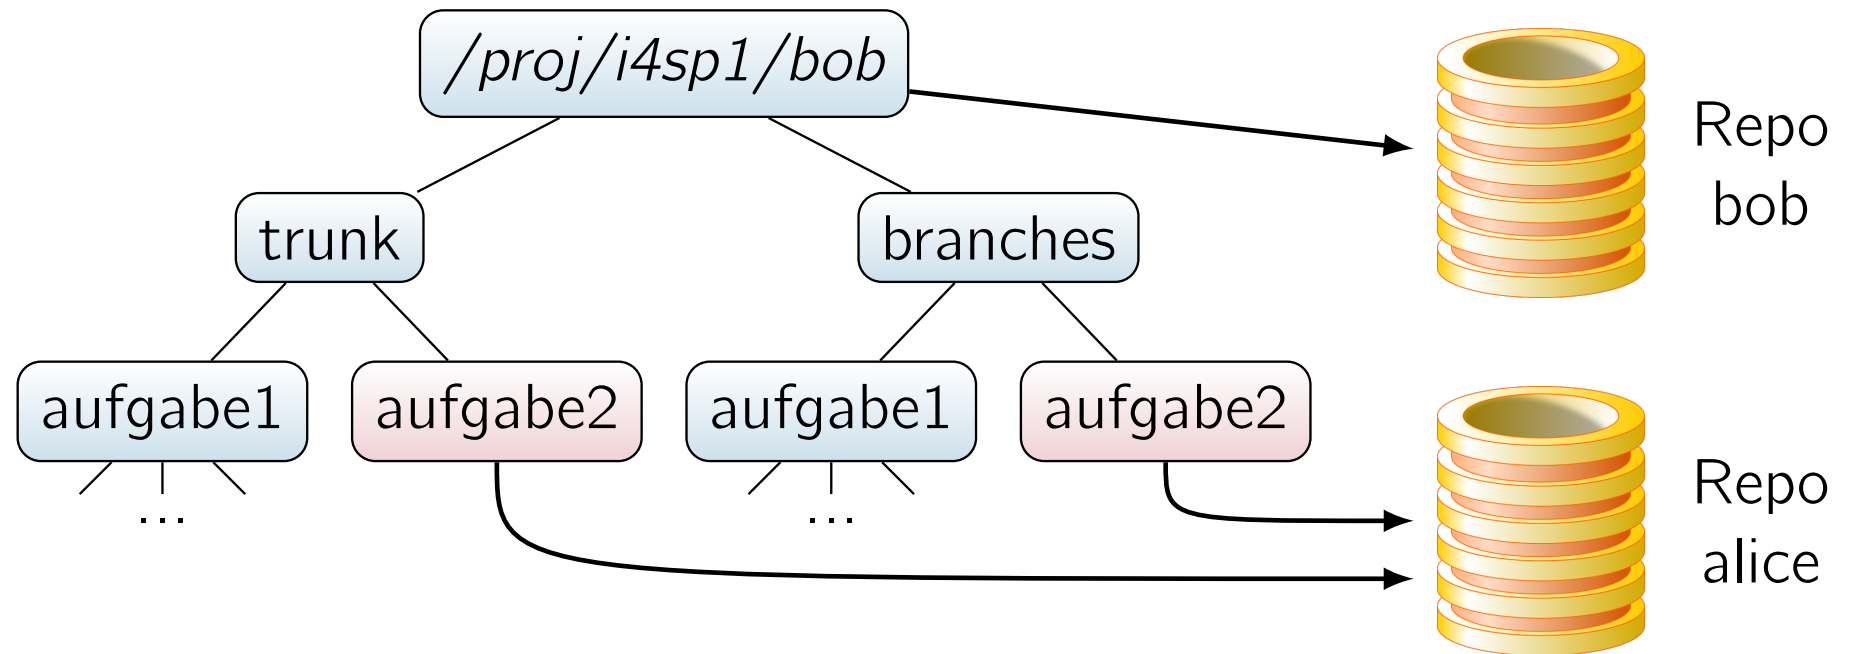 /proj/i4sp1/bob
Repo
bob
trunk
branches
aufgabe1
aufgabe2
aufgabe1
aufgabe2
...
...
Repo
alice